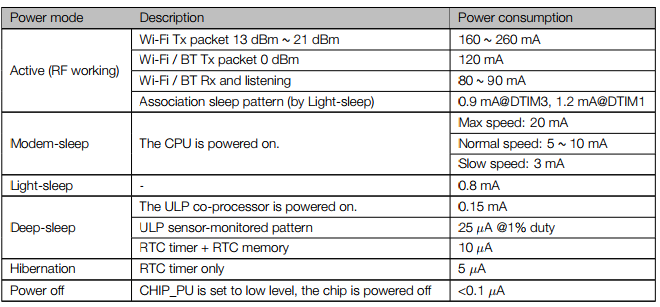 Power mode Description Power consumption
Active (RF working) Wi-Fi Tx packet 13 dBm ~ 21 dBm 160 ~ 260 mA
Wi-Fi / BT Tx packet 0 dBm 120 mA
Wi-Fi / BT Rx and listening 80 ~ 90 mA
Association sleep pattern (by Light-sleep) 0.9 mA@DTIM3, 1.2 mA@DTIM1
Modem-sleep The CPU is powered on. Max speed: 20 mA
Normal speed: 5 ~ 10 mA
Slow speed: 3 mA
Light-sleep - 0.8 mA
Deep-sleep The ULP co-processor is powered on. 0.15 mA
ULP sensor-monitored pattern 25 μA @1% duty
RTC timer + RTC memory 10 μA
Hibernation RTC timer only 5 μA
Power off CHIP_PU is set to low level, the chip is powered off <0.1 μA